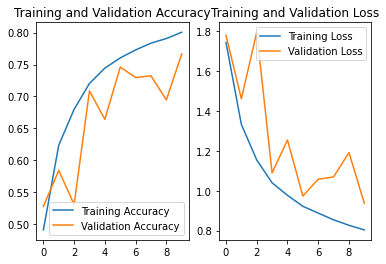 Training and Validation Accuracy
0.80
0.75
0.70
0.65
0.60
0.55
0.50
0 2 4 6 8
Training Accuracy
Validation Accuracy
Training and Validation Loss
1.8
1.6
1.4
1.2
1.0
0.8
0 2 4 6 8
Training Loss
Validation Loss